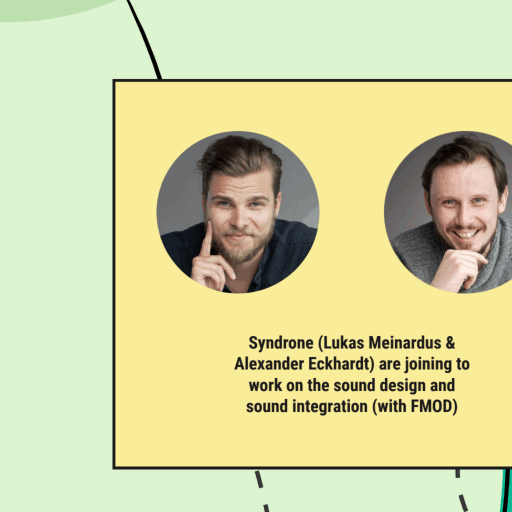 Syndrone (Lukas Meinardus &
Alexander Eckhardt) are joining to
work on the sound design and
sound integration (with FMOD)